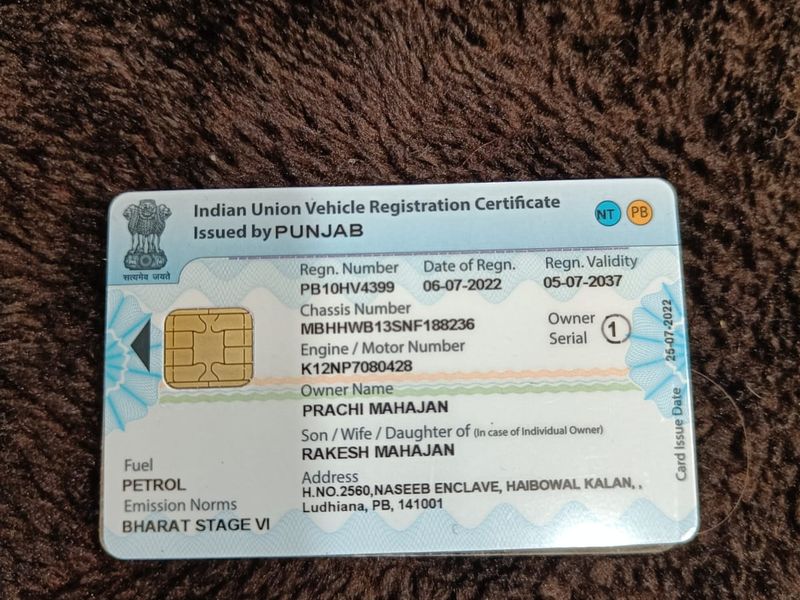 Indian Union Vehicle Registration Certificate
Issued by PUNJAB
NT PB
सत्यमेव जयते
Regn. Number Date of Regn. Regn. Validity
PB10HV4399 06-07-2022 05-07-2037
Chassis Number
MBHHWB13SNF188236
Owner
Serial 1
Engine / Motor Number
K12NP7080428
Owner Name
PRACHI MAHAJAN
Son / Wife / Daughter of (In case of Individual Owner)
RAKESH MAHAJAN
Fuel
PETROL
Emission Norms
BHARAT STAGE VI
Address
H.NO.2560,NASEEB ENCLAVE, HAIBOWAL KALAN, ,
Ludhiana, PB, 141001
Card Issue Date 25-07-2022